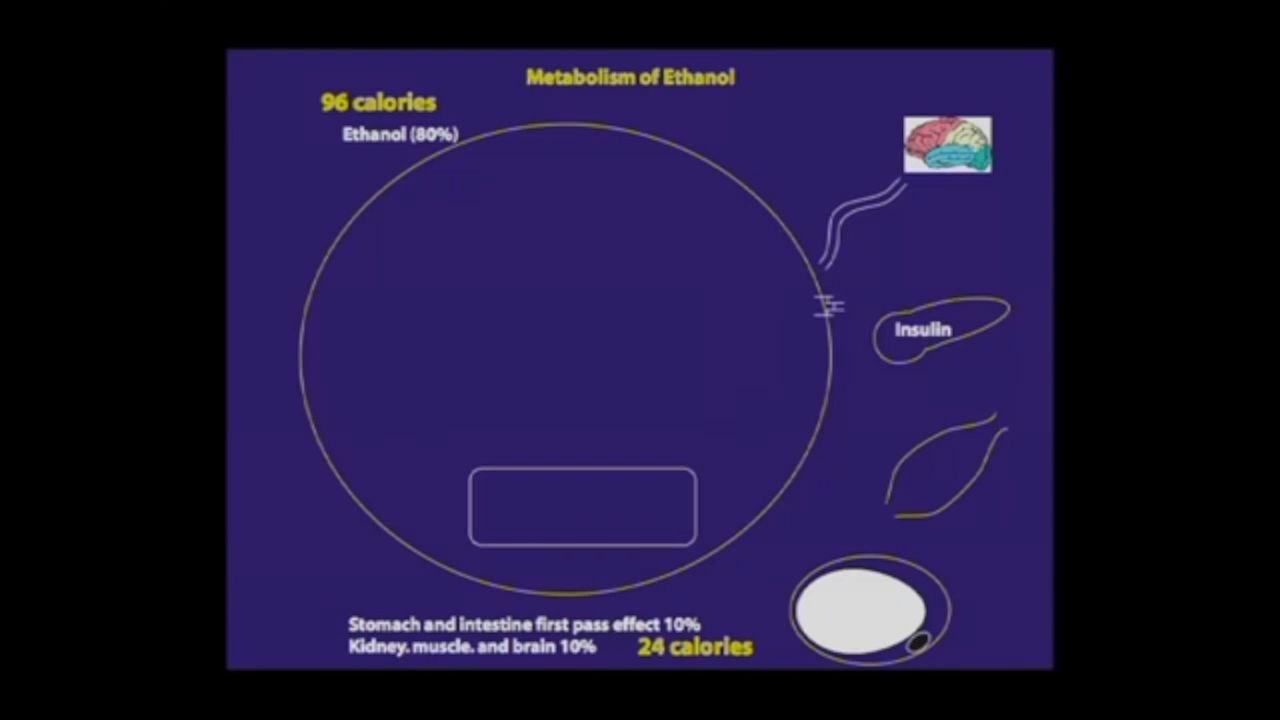 Metabolism of Ethanol
96 calories
Ethanol (80%)
Insulin
Stomach and intestine first pass effect 10%
Kidney, muscle, and brain 10%
24 calories